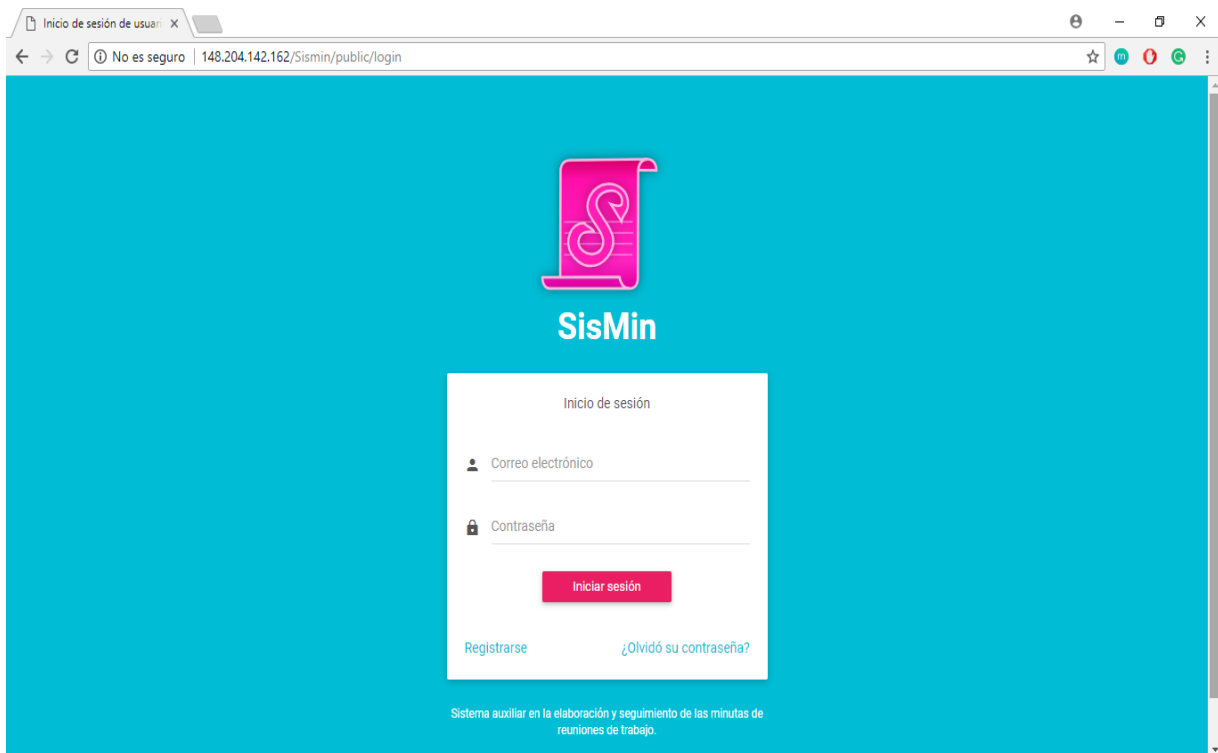 Inicio de sesión de usuari
No es seguro | 148.204.142.162/Sismin/public/login
SisMin
Inicio de sesión
Correo electrónico
Contraseña
Iniciar sesión
Registrarse ¿Olvidó su contraseña?
Sistema auxiliar en la elaboración y seguimiento de las minutas de
reuniones de trabajo.